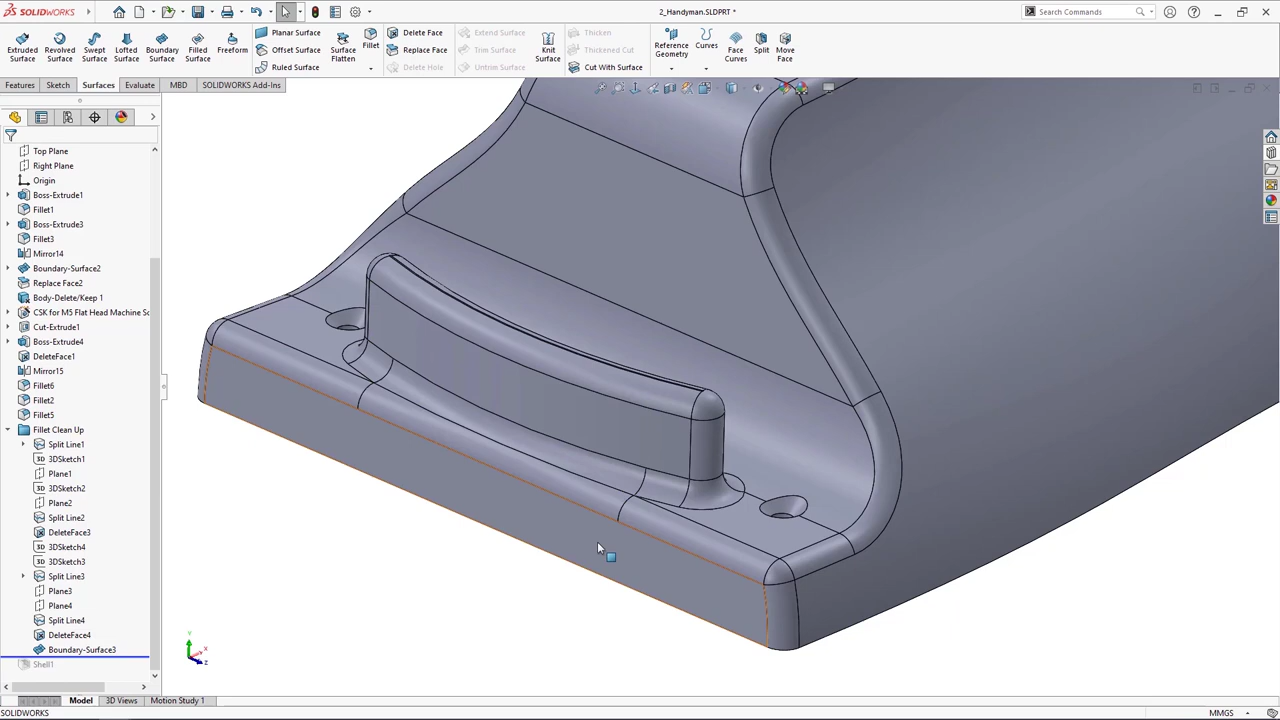 SOLIDWORKS
2_Handyman.SLDPRT *
Search Commands
Extruded Surface
Revolved Surface
Swept Surface
Lofted Surface
Boundary Surface
Filled Surface
Freeform
Planar Surface
Offset Surface
Ruled Surface
Surface Flatten
Fillet
Delete Face
Replace Face
Delete Hole
Extend Surface
Trim Surface
Untrim Surface
Knit Surface
Thicken
Thickened Cut
Cut With Surface
Reference Geometry
Curves
Face Curves
Split
Move Face
Features Sketch Surfaces Evaluate MBD SOLIDWORKS Add-Ins
Top Plane
Right Plane
Origin
Boss-Extrude1
Fillet1
Boss-Extrude3
Fillet3
Mirror14
Boundary-Surface2
Replace Face2
Body-Delete/Keep 1
CSK for M5 Flat Head Machine Sc
Cut-Extrude1
Boss-Extrude4
DeleteFace1
Mirror15
Fillet6
Fillet2
Fillet5
Fillet Clean Up
Split Line1
3D 3DSketch1
Plane1
3D 3DSketch2
Plane2
Split Line2
DeleteFace3
3D 3DSketch4
3D 3DSketch3
Split Line3
Plane3
Plane4
Split Line4
DeleteFace4
Boundary-Surface3
Shell1
Y
X
Z
Model 3D Views Motion Study 1
SOLIDWORKS
MMGS